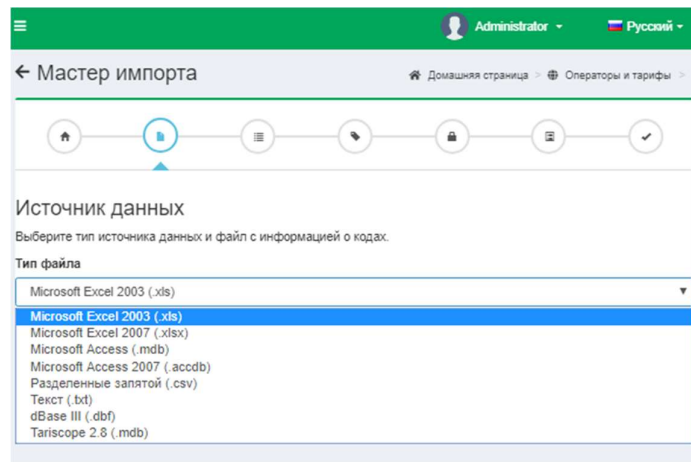 Administrator
Русский
Мастер импорта
Домашняя страница > Операторы и тарифы >
Источник данных
Выберите тип источника данных и файл с информацией о кодах.
Тип файла
Microsoft Excel 2003 (.xls)
Microsoft Excel 2003 (.xls)
Microsoft Excel 2007 (.xlsx)
Microsoft Access (.mdb)
Microsoft Access 2007 (.accdb)
Разделенные запятой (.csv)
Текст (.txt)
dBase III (.dbf)
Tariscope 2.8 (.mdb)